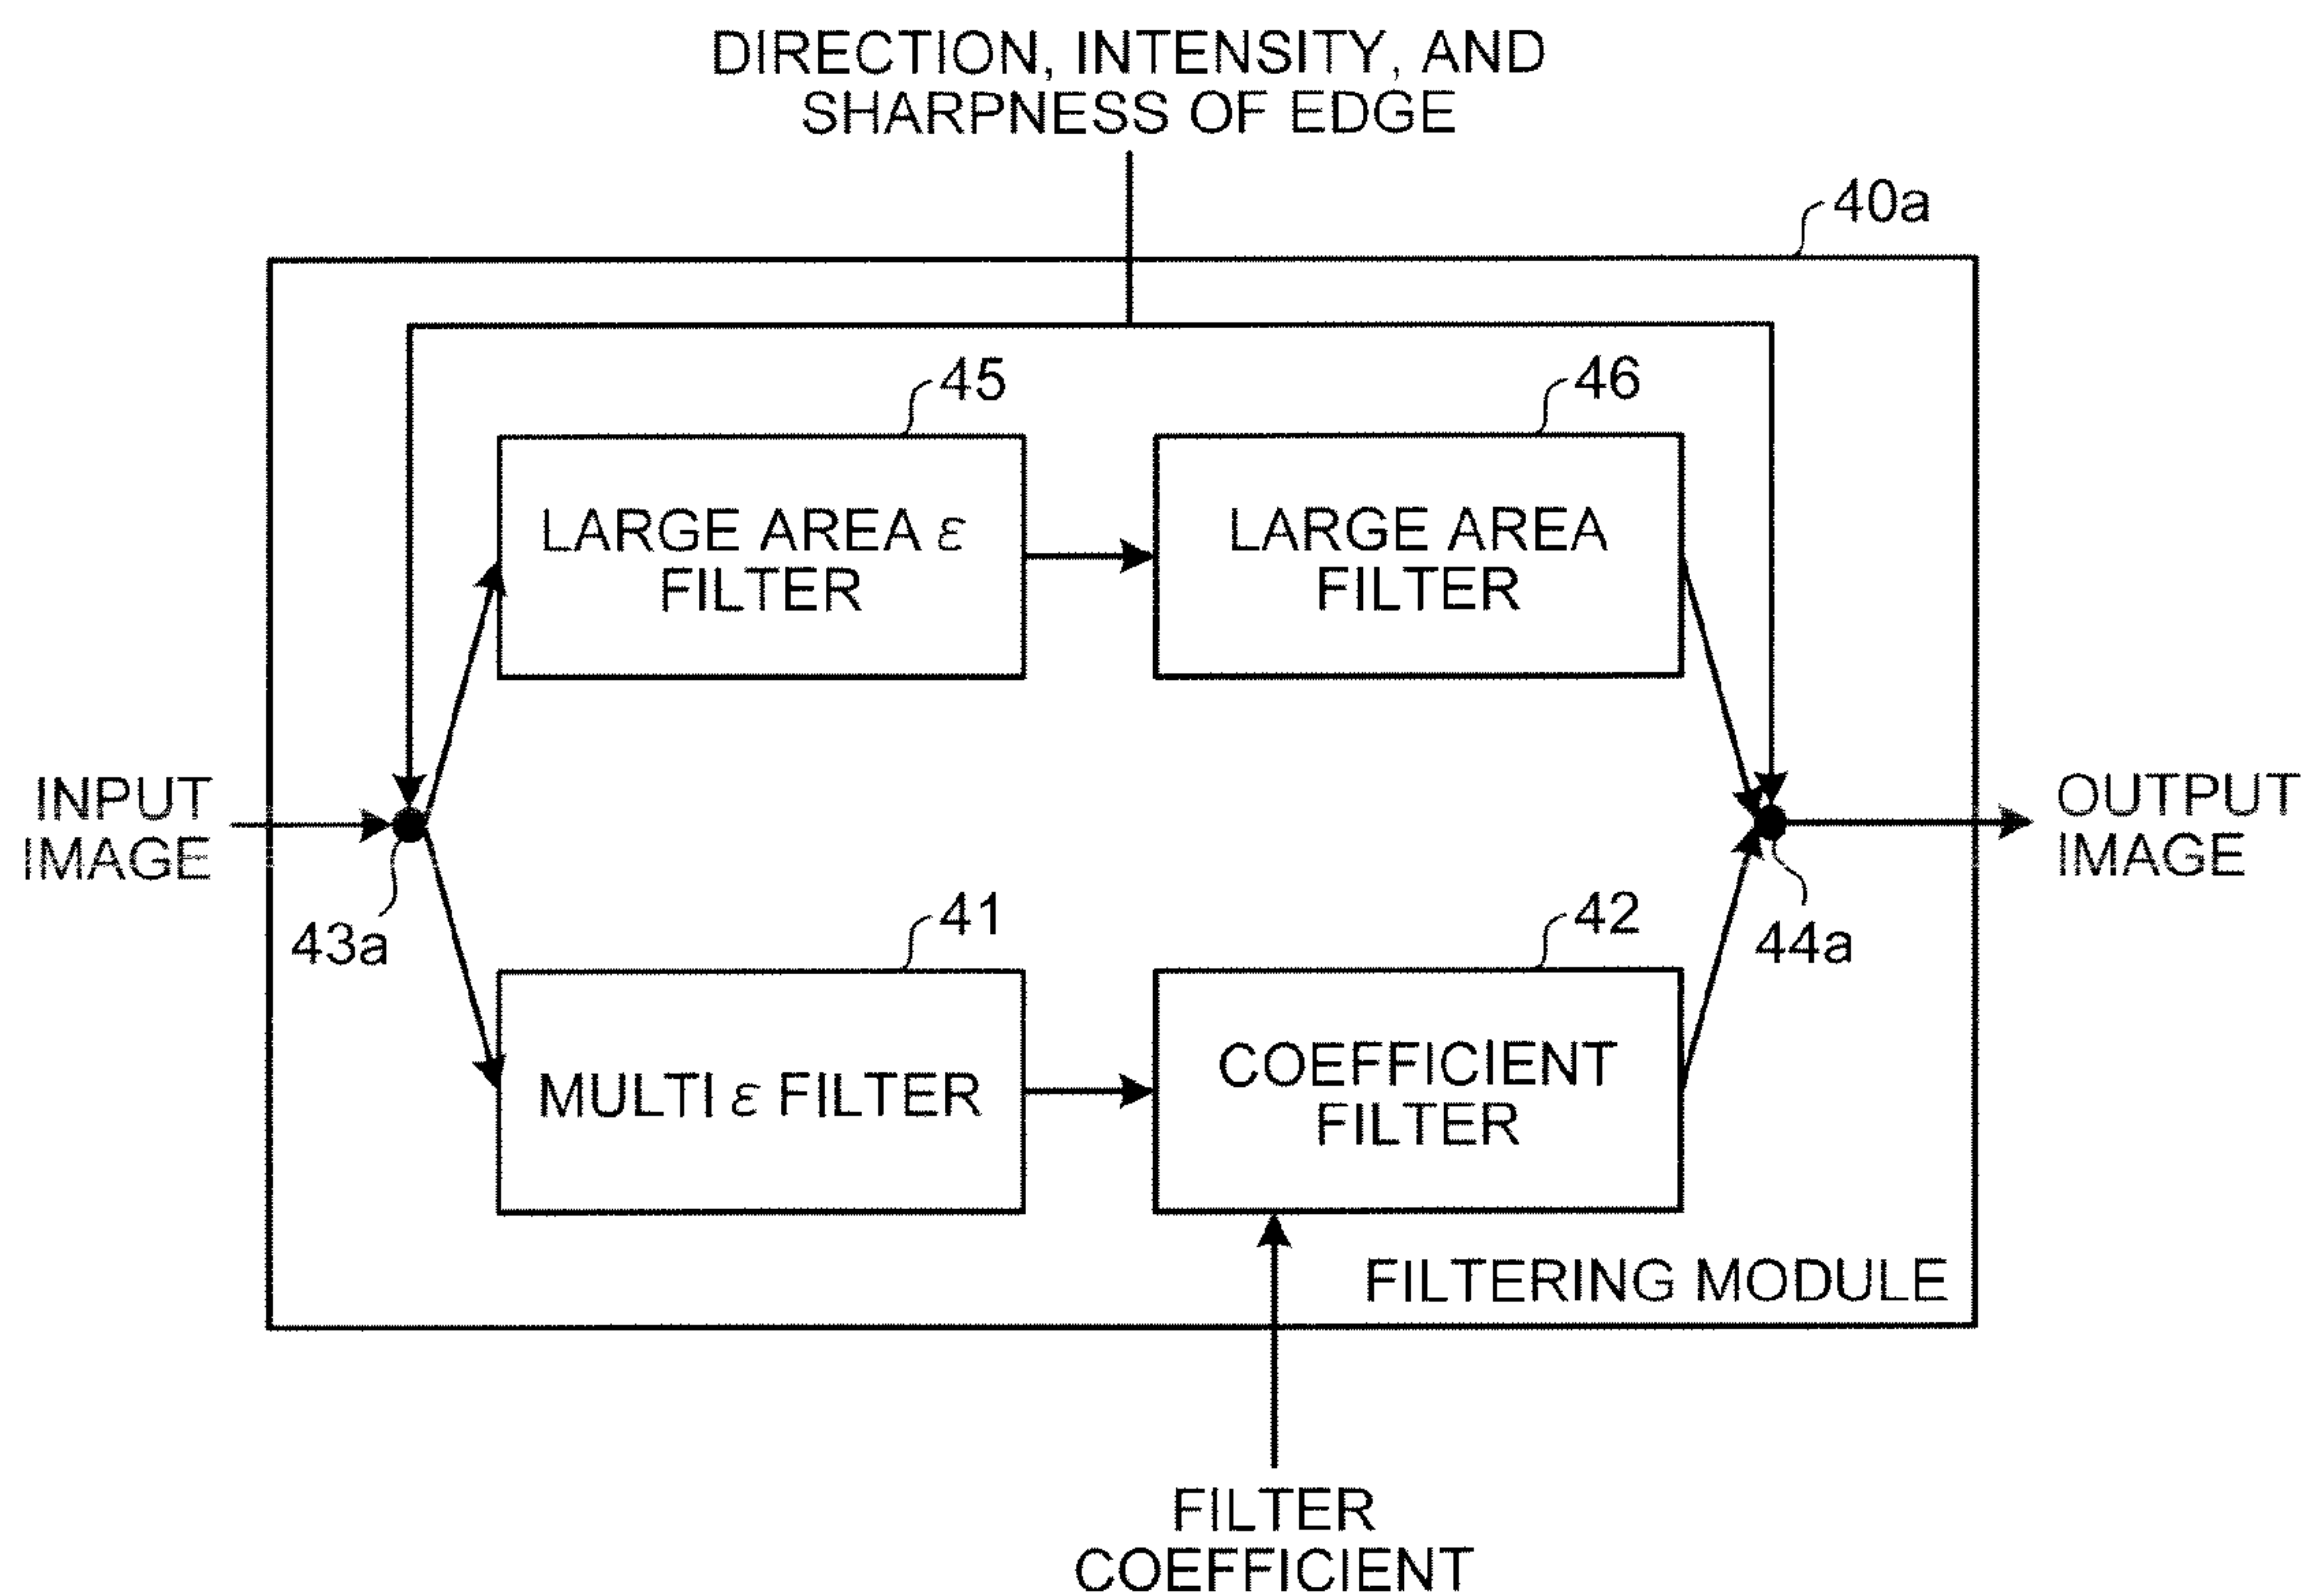 DIRECTION, INTENSITY, AND
SHARPNESS OF EDGE
40a
45
46
LARGE AREA ε
FILTER
LARGE AREA
FILTER
INPUT
IMAGE
OUTPUT
IMAGE
43a
44a
41
42
MULTI ε FILTER
COEFFICIENT
FILTER
FILTERING MODULE
FILTER
COEFFICIENT